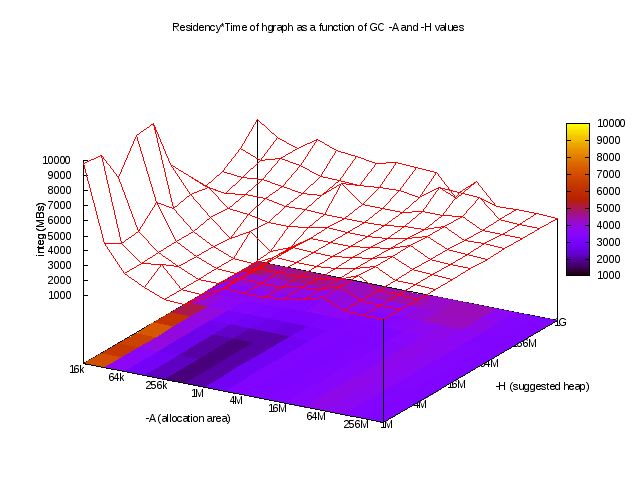 Residency*Time of hgraph as a function of GC -A and -H values
10000
9000
8000
7000
6000
5000
4000
3000
2000
1000
integ (MBs)
10000
9000
8000
7000
6000
5000
4000
3000
2000
1000
16k
64k
256k
1M
4M
16M
64M
256M
-A (allocation area)
1M
4M
16M
64M
256M
1G
-H (suggested heap)